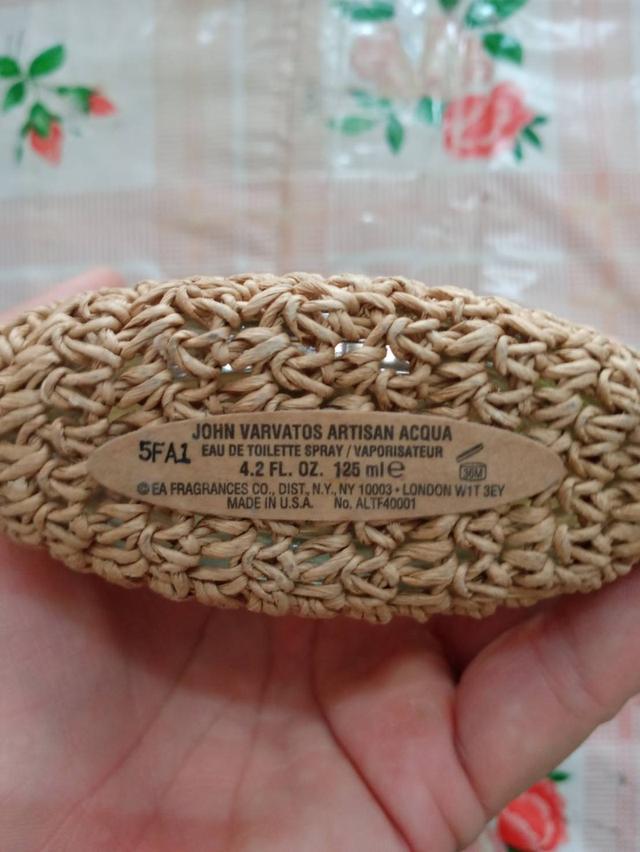 JOHN VARVATOS ARTISAN ACQUA
5FA1 EAU DE TOILETTE SPRAY / VAPORISATEUR
4.2 FL. OZ. 125 ml ℮
36M
© EA FRAGRANCES CO., DIST., N.Y., NY 10003 • LONDON W1T 3EY
MADE IN U.S.A. No. ALTF40001